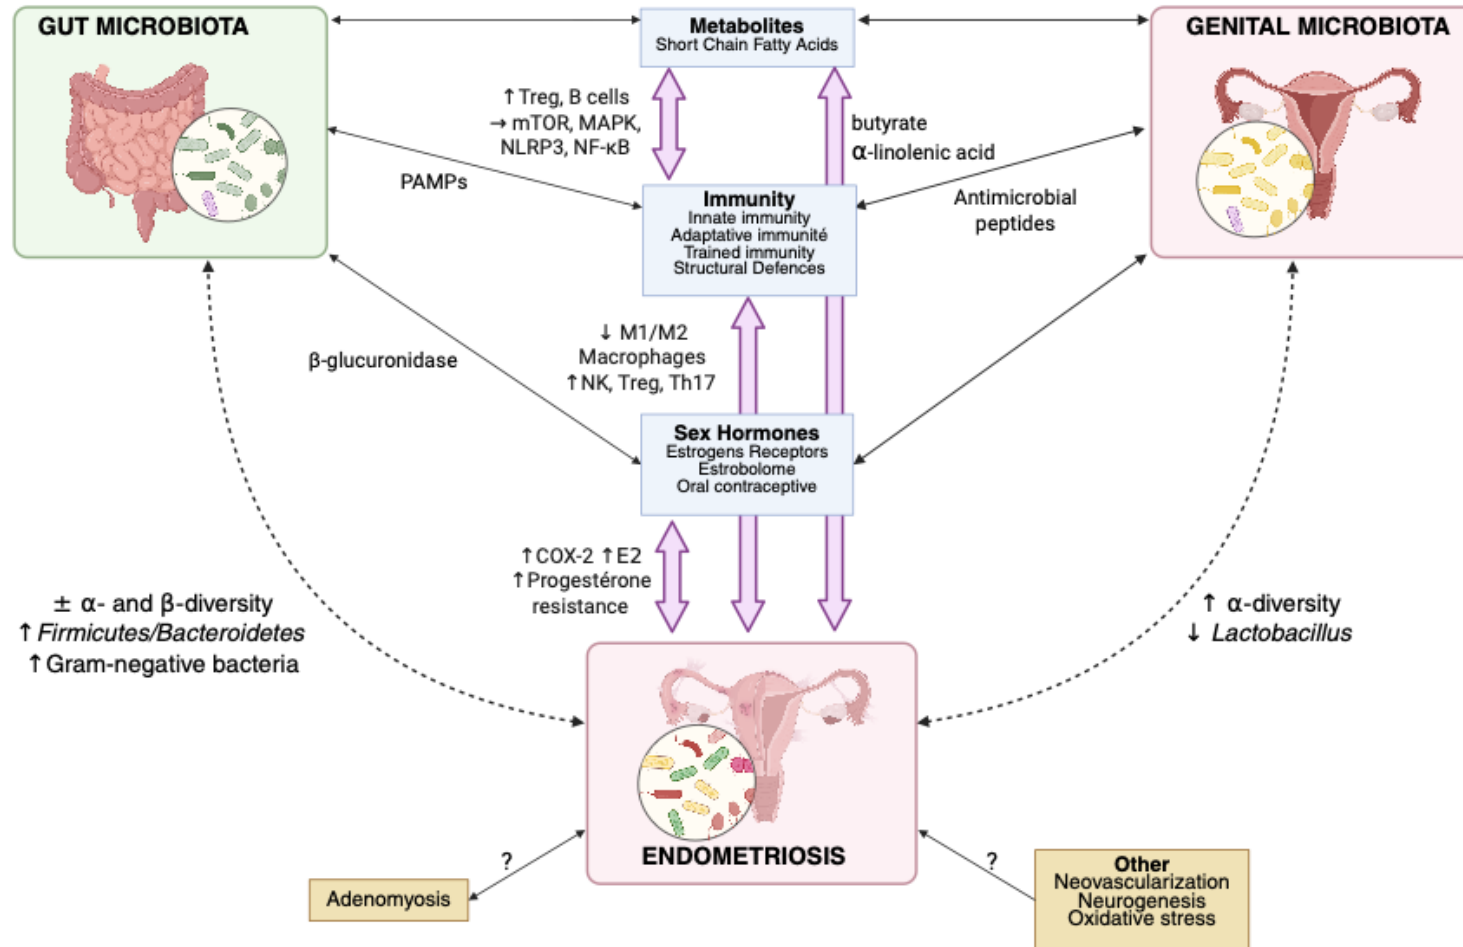 GUT MICROBIOTA
Metabolites
Short Chain Fatty Acids
GENITAL MICROBIOTA
↑ Treg, B cells
→ mTOR, MAPK,
NLRP3, NF-κB
butyrate
α-linolenic acid
PAMPs
Antimicrobial
peptides
Immunity
Innate immunity
Adaptative immunité
Trained immunity
Structural Defences
↓ M1/M2
Macrophages
↑NK, Treg, Th17
β-glucuronidase
Sex Hormones
Estrogens Receptors
Estrobolome
Oral contraceptive
↑COX-2 ↑E2
↑Progestérone
resistance
± α- and β-diversity
↑ Firmicutes/Bacteroidetes
↑ Gram-negative bacteria
↑ α-diversity
↓ Lactobacillus
ENDOMETRIOSIS
?
Adenomyosis
?
Other
Neovascularization
Neurogenesis
Oxidative stress